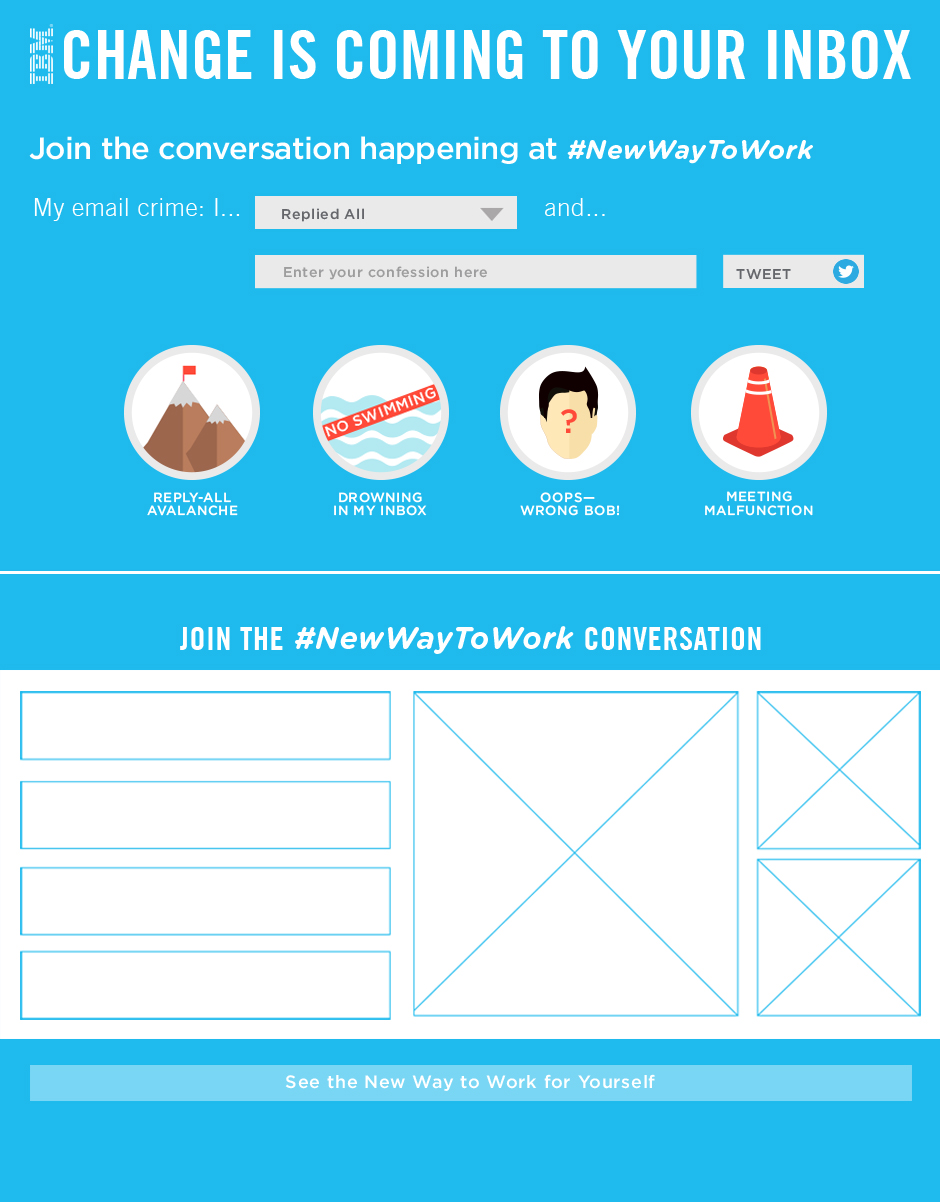 IBM
CHANGE IS COMING TO YOUR INBOX
Join the conversation happening at #NewWayToWork
My email crime: I... Replied All and...
Enter your confession here TWEET
NO SWIMMING
?
REPLY-ALL
AVALANCHE
DROWNING
IN MY INBOX
OOPS—
WRONG BOB!
MEETING
MALFUNCTION
JOIN THE #NewWayToWork CONVERSATION
See the New Way to Work for Yourself